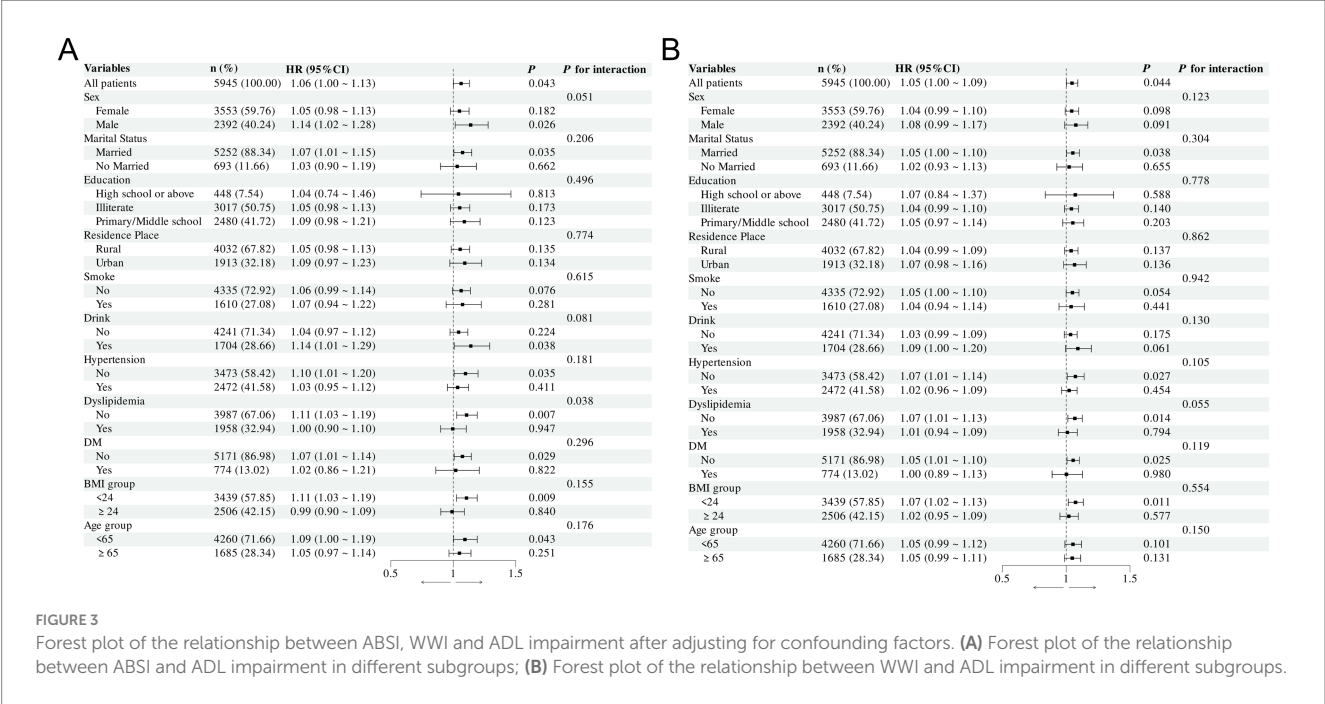 A
Variables n (%) HR (95%CI) P P for interaction
All patients 5945 (100.00) 1.06 (1.00 ~ 1.13) 0.043
Sex 0.051
Female 3553 (59.76) 1.05 (0.98 ~ 1.13) 0.182
Male 2392 (40.24) 1.14 (1.02 ~ 1.28) 0.026
Marital Status 0.206
Married 5252 (88.34) 1.07 (1.01 ~ 1.15) 0.035
No Married 693 (11.66) 1.03 (0.90 ~ 1.19) 0.662
Education 0.496
High school or above 448 (7.54) 1.04 (0.74 ~ 1.46) 0.813
Illiterate 3017 (50.75) 1.05 (0.98 ~ 1.13) 0.173
Primary/Middle school 2480 (41.72) 1.09 (0.98 ~ 1.21) 0.123
Residence Place 0.774
Rural 4032 (67.82) 1.05 (0.98 ~ 1.13) 0.135
Urban 1913 (32.18) 1.09 (0.97 ~ 1.23) 0.134
Smoke 0.615
No 4335 (72.92) 1.06 (0.99 ~ 1.14) 0.076
Yes 1610 (27.08) 1.07 (0.94 ~ 1.22) 0.281
Drink 0.081
No 4241 (71.34) 1.04 (0.97 ~ 1.12) 0.224
Yes 1704 (28.66) 1.14 (1.01 ~ 1.29) 0.038
Hypertension 0.181
No 3473 (58.42) 1.10 (1.01 ~ 1.20) 0.035
Yes 2472 (41.58) 1.03 (0.95 ~ 1.12) 0.411
Dyslipidemia 0.038
No 3987 (67.06) 1.11 (1.03 ~ 1.19) 0.007
Yes 1958 (32.94) 1.00 (0.90 ~ 1.10) 0.947
DM 0.296
No 5171 (86.98) 1.07 (1.01 ~ 1.14) 0.029
Yes 774 (13.02) 1.02 (0.86 ~ 1.21) 0.822
BMI group 0.155
<24 3439 (57.85) 1.11 (1.03 ~ 1.19) 0.009
≥ 24 2506 (42.15) 0.99 (0.90 ~ 1.09) 0.840
Age group 0.176
<65 4260 (71.66) 1.09 (1.00 ~ 1.19) 0.043
≥ 65 1685 (28.34) 1.05 (0.97 ~ 1.14) 0.251
0.5 1 1.5
B
Variables n (%) HR (95%CI) P P for interaction
All patients 5945 (100.00) 1.05 (1.00 ~ 1.09) 0.044
Sex 0.123
Female 3553 (59.76) 1.04 (0.99 ~ 1.10) 0.098
Male 2392 (40.24) 1.08 (0.99 ~ 1.17) 0.091
Marital Status 0.304
Married 5252 (88.34) 1.05 (1.00 ~ 1.10) 0.038
No Married 693 (11.66) 1.02 (0.93 ~ 1.13) 0.655
Education 0.778
High school or above 448 (7.54) 1.07 (0.84 ~ 1.37) 0.588
Illiterate 3017 (50.75) 1.04 (0.99 ~ 1.10) 0.140
Primary/Middle school 2480 (41.72) 1.05 (0.97 ~ 1.14) 0.203
Residence Place 0.862
Rural 4032 (67.82) 1.04 (0.99 ~ 1.09) 0.137
Urban 1913 (32.18) 1.07 (0.98 ~ 1.16) 0.136
Smoke 0.942
No 4335 (72.92) 1.05 (1.00 ~ 1.10) 0.054
Yes 1610 (27.08) 1.04 (0.94 ~ 1.14) 0.441
Drink 0.130
No 4241 (71.34) 1.03 (0.99 ~ 1.09) 0.175
Yes 1704 (28.66) 1.09 (1.00 ~ 1.20) 0.061
Hypertension 0.105
No 3473 (58.42) 1.07 (1.01 ~ 1.14) 0.027
Yes 2472 (41.58) 1.02 (0.96 ~ 1.09) 0.454
Dyslipidemia 0.055
No 3987 (67.06) 1.07 (1.01 ~ 1.13) 0.014
Yes 1958 (32.94) 1.01 (0.94 ~ 1.09) 0.794
DM 0.119
No 5171 (86.98) 1.05 (1.01 ~ 1.10) 0.025
Yes 774 (13.02) 1.00 (0.89 ~ 1.13) 0.980
BMI group 0.554
<24 3439 (57.85) 1.07 (1.02 ~ 1.13) 0.011
≥ 24 2506 (42.15) 1.02 (0.95 ~ 1.09) 0.577
Age group 0.150
<65 4260 (71.66) 1.05 (0.99 ~ 1.12) 0.101
≥ 65 1685 (28.34) 1.05 (0.99 ~ 1.11) 0.131
0.5 1 1.5
FIGURE 3
Forest plot of the relationship between ABSI, WWI and ADL impairment after adjusting for confounding factors. (A) Forest plot of the relationship
between ABSI and ADL impairment in different subgroups; (B) Forest plot of the relationship between WWI and ADL impairment in different subgroups.